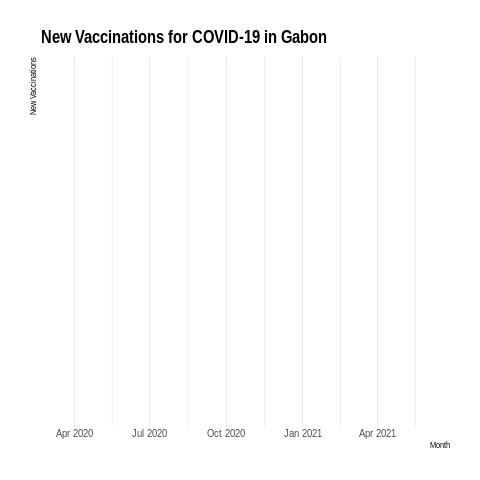 New Vaccinations for COVID-19 in Gabon
New Vaccinations
Apr 2020
Jul 2020
Oct 2020
Jan 2021
Apr 2021
Month